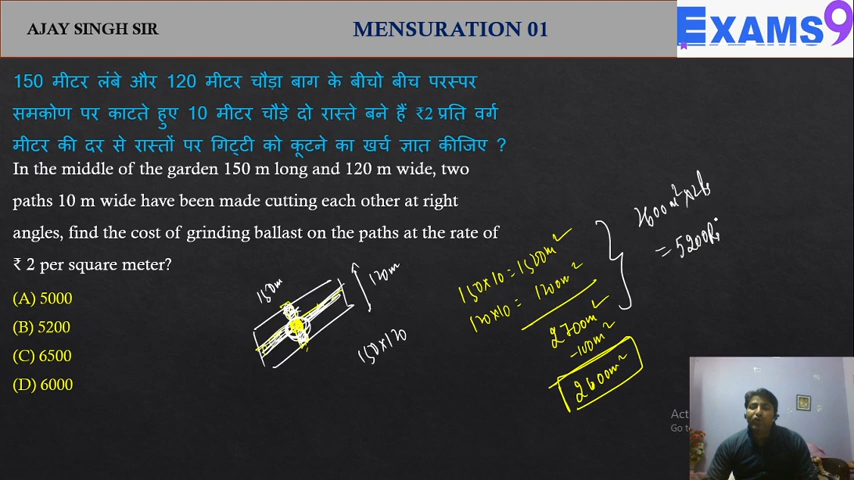 AJAY SINGH SIR
MENSURATION 01
EXAMS9
150 मीटर लंबे और 120 मीटर चौड़ा बाग के बीचो बीच परस्पर
समकोण पर काटते हुए 10 मीटर चौड़े दो रास्ते बने हैं ₹2 प्रति वर्ग
मीटर की दर से रास्तों पर गिट्टी को कूटने का खर्च ज्ञात कीजिए ?
In the middle of the garden 150 m long and 120 m wide, two
paths 10 m wide have been made cutting each other at right
angles, find the cost of grinding ballast on the paths at the rate of
₹ 2 per square meter?
(A) 5000
(B) 5200
(C) 6500
(D) 6000
150m
120m
150×120
150×10 = 1500m²
120×10 = 1200m²
2700m²
-100m²
2600m²
2600m²×2
= 5200
Act
Go to